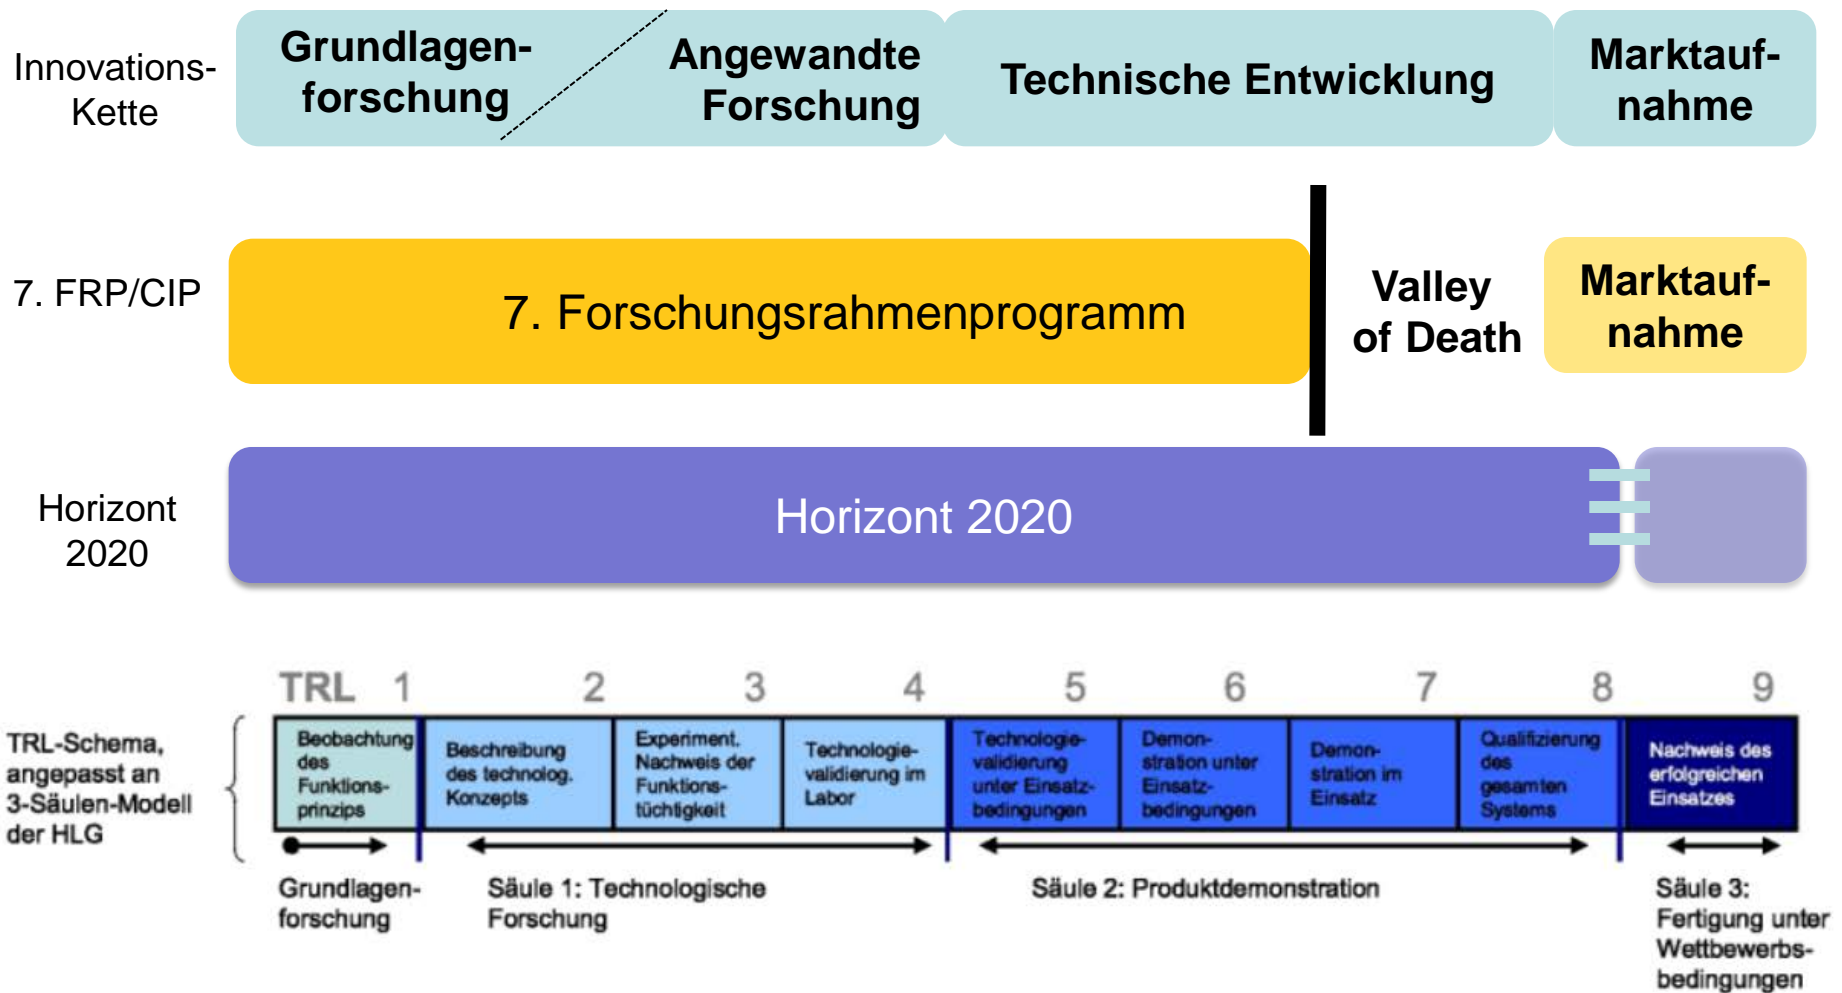 Innovations-
Kette
Grundlagen-
forschung
Angewandte
Forschung
Technische Entwicklung
Marktauf-
nahme
7. FRP/CIP
7. Forschungsrahmenprogramm
Valley
of Death
Marktauf-
nahme
Horizont
2020
Horizont 2020
TRL 1 2 3 4 5 6 7 8 9
TRL-Schema,
angepasst an
3-Säulen-Modell
der HLG
Beobachtung
des
Funktions-
prinzips
Beschreibung
des technolog.
Konzepts
Experiment.
Nachweis der
Funktions-
tüchtigkeit
Technologie-
validierung im
Labor
Technologie-
validierung
unter Einsatz-
bedingungen
Demon-
stration unter
Einsatz-
bedingungen
Demon-
stration im
Einsatz
Qualifizierung
des
gesamten
Systems
Nachweis des
erfolgreichen
Einsatzes
Grundlagen-
forschung
Säule 1: Technologische
Forschung
Säule 2: Produktdemonstration
Säule 3:
Fertigung unter
Wettbewerbs-
bedingungen